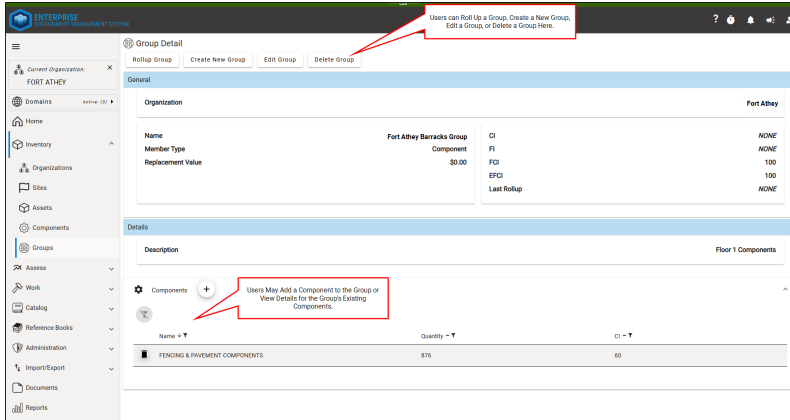 ENTERPRISE
SUSTAINMENT MANAGEMENT SYSTEM
Users can Roll Up a Group, Create a New Group,
Edit a Group, or Delete a Group Here.
?
Current Organization:
×
FORT ATHEY
Domains
Active: (3)
Home
Inventory
Organizations
Sites
Assets
Components
Groups
Assess
Work
Catalog
Reference Books
Administration
Import/Export
Documents
Reports
Group Detail
Rollup Group
Create New Group
Edit Group
Delete Group
General
Organization
Fort Athey
Name
Fort Athey Barracks Group
Member Type
Component
Replacement Value
$0.00
CI
NONE
FI
NONE
FCI
100
EFCI
100
Last Rollup
NONE
Details
Description
Floor 1 Components
Components
+
Users May Add a Component to the Group or
View Details for the Group's Existing
Components.
Name
Quantity
CI
FENCING & PAVEMENT COMPONENTS
876
60